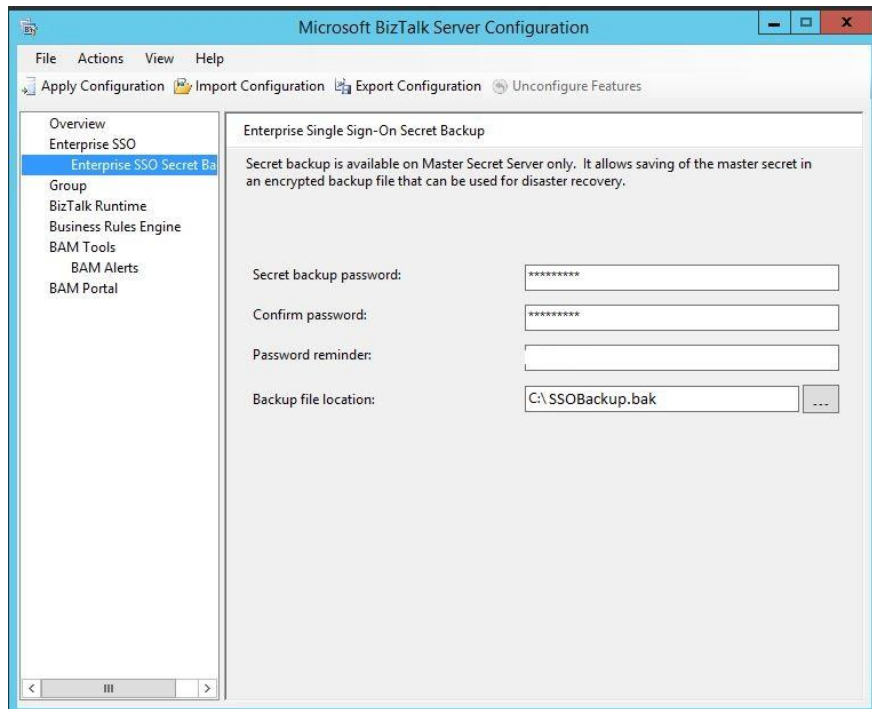 Microsoft BizTalk Server Configuration
File Actions View Help
Apply Configuration Import Configuration Export Configuration Unconfigure Features
Overview
Enterprise SSO
Enterprise SSO Secret Ba
Group
BizTalk Runtime
Business Rules Engine
BAM Tools
BAM Alerts
BAM Portal
Enterprise Single Sign-On Secret Backup
Secret backup is available on Master Secret Server only. It allows saving of the master secret in
an encrypted backup file that can be used for disaster recovery.
Secret backup password: *********
Confirm password: *********
Password reminder:
Backup file location: C:\SSOBackup.bak ...